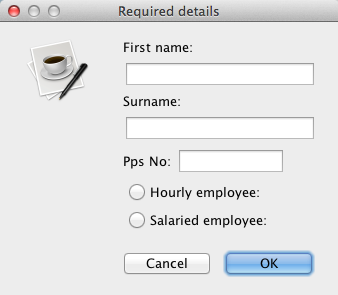 Required details
First name:
Surname:
Pps No:
Hourly employee:
Salaried employee:
Cancel OK